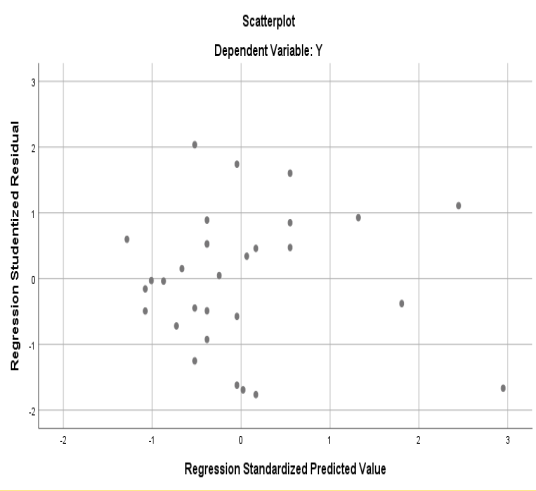 Scatterplot
Dependent Variable: Y
Regression Studentized Residual
3
2
1
0
-1
-2
-2 -1 0 1 2 3
Regression Standardized Predicted Value